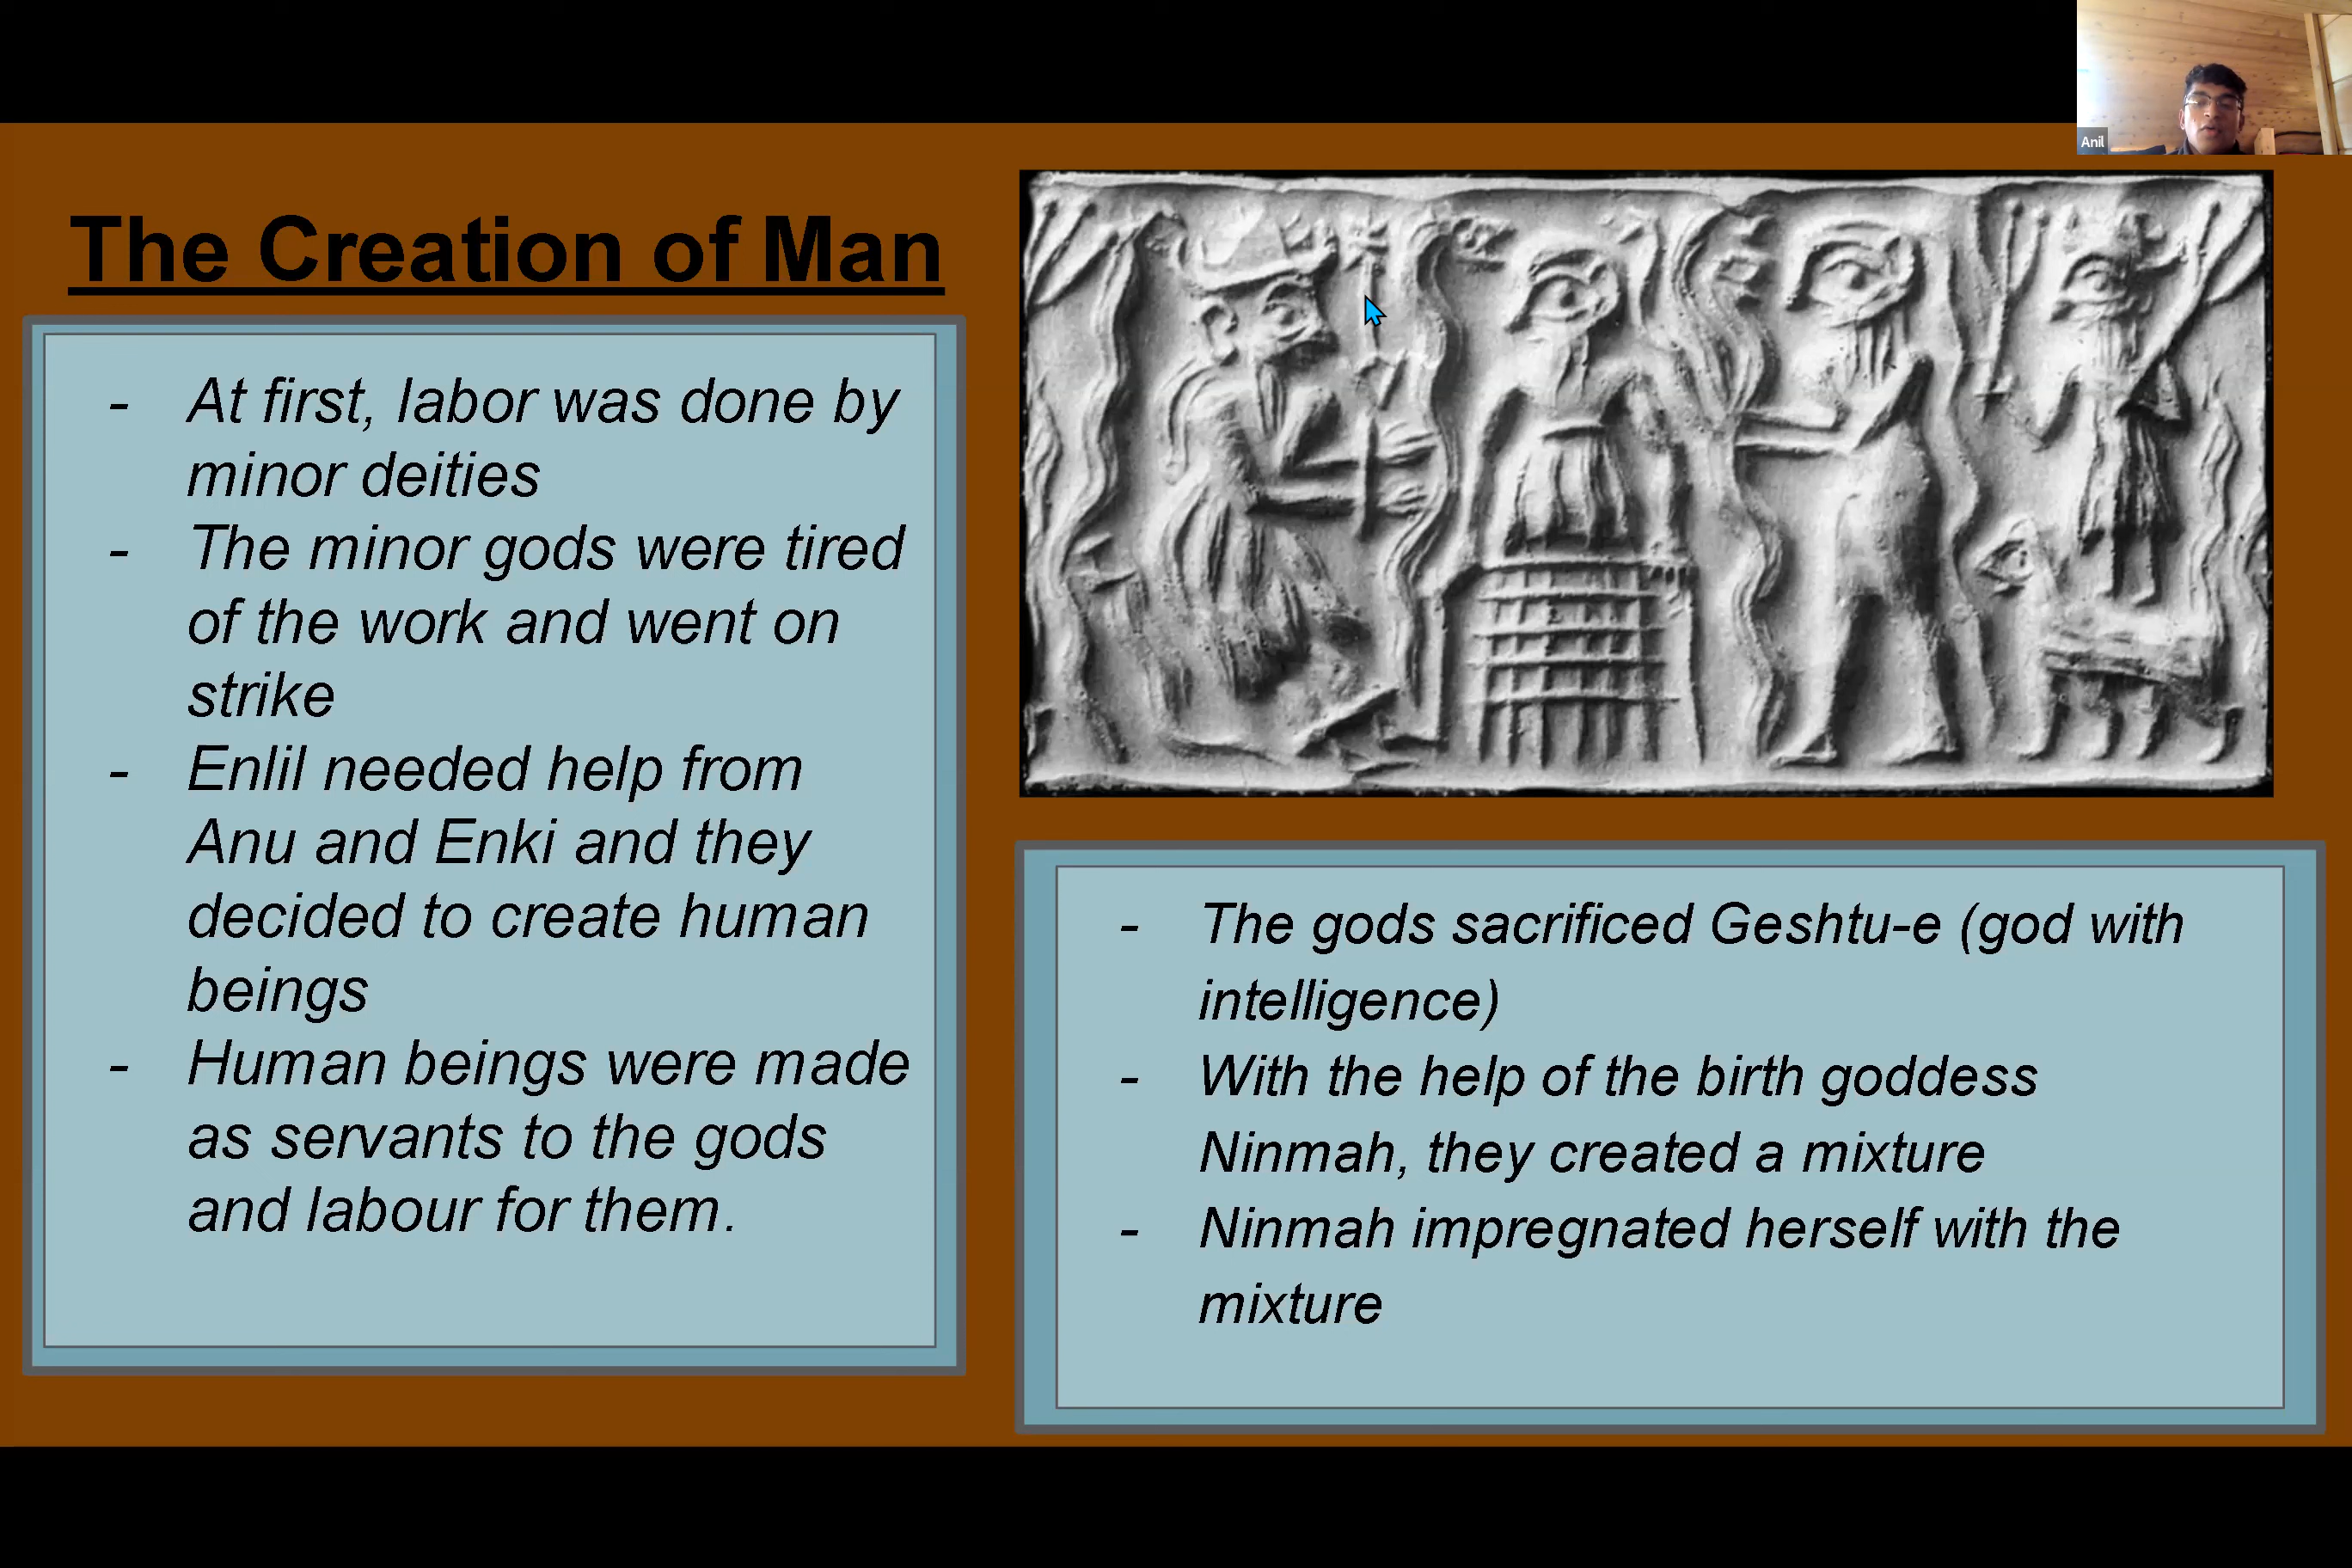 Anil
The Creation of Man
- At first, labor was done by
minor deities
- The minor gods were tired
of the work and went on
strike
- Enlil needed help from
Anu and Enki and they
decided to create human
beings
- Human beings were made
as servants to the gods
and labour for them.
- The gods sacrificed Geshtu-e (god with
intelligence)
- With the help of the birth goddess
Ninmah, they created a mixture
- Ninmah impregnated herself with the
mixture